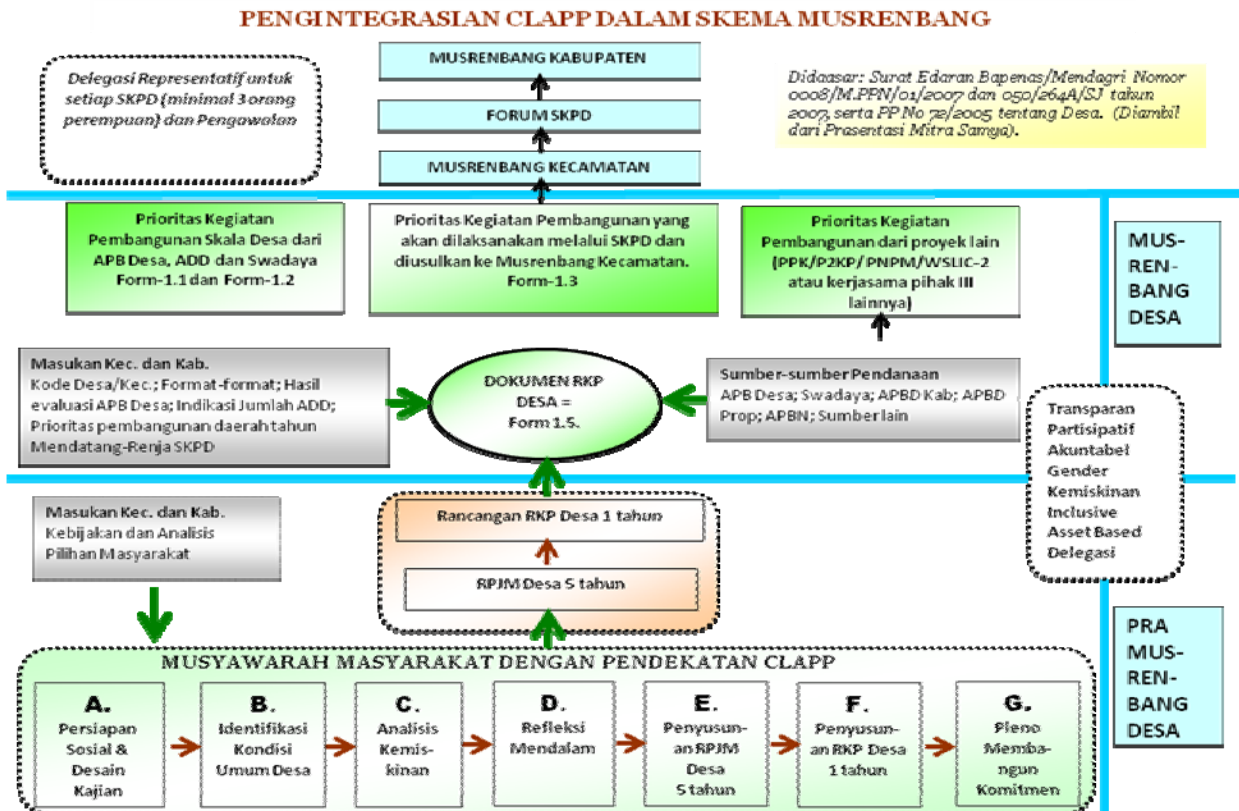 PENGINTEGRASIAN CLAPP DALAM SKEMA MUSRENBANG
Delegasi Representatif untuk
setiap SKPD (minimal 3 orang
perempuan) dan Pengawalan
MUSRENBANG KABUPATEN
FORUM SKPD
MUSRENBANG KECAMATAN
Didaasar: Surat Edaran Bapenas/Mendagri Nomor
0008/M.PPN/01/2007 dan 050/264A/SJ tahun
2007, serta PP No 72/2005 tentang Desa. (Diambil
dari Prasentasi Mitra Samya).
Prioritas Kegiatan
Pembangunan Skala Desa dari
APB Desa, ADD dan Swadaya
Form-1.1 dan Form-1.2
Prioritas Kegiatan Pembangunan yang
akan dilaksanakan melalui SKPD dan
diusulkan ke Musrenbang Kecamatan.
Form-1.3
Prioritas Kegiatan
Pembangunan dari proyek lain
(PPK/P2KP/PNPM/WSLIC-2
atau kerjasama pihak III
lainnya)
MUS-
REN-
BANG
DESA
Masukan Kec. dan Kab.
Kode Desa/Kec.; Format-format; Hasil
evaluasi APB Desa; Indikasi Jumlah ADD;
Prioritas pembangunan daerah tahun
Mendatang-Renja SKPD
DOKUMEN RKP
DESA =
Form 1.5.
Sumber-sumber Pendanaan
APB Desa; Swadaya; APBD Kab; APBD
Prop; APBN; Sumber lain
Transparan
Partisipatif
Akuntabel
Gender
Kemiskinan
Inclusive
Asset Based
Delegasi
Masukan Kec. dan Kab.
Kebijakan dan Analisis
Pilihan Masyarakat
Rancangan RKP Desa 1 tahun
RPJM Desa 5 tahun
PRA
MUS-
REN-
BANG
DESA
MUSYAWARAH MASYARAKAT DENGAN PENDEKATAN CLAPP
A.
Persiapan
Sosial &
Desain
Kajian
B.
Identifikasi
Kondisi
Umum Desa
C.
Analisis
Kemis-
kinan
D.
Refleksi
Mendalam
E.
Penyusun-
an RPJM
Desa
5 tahun
F.
Penyusun-
an RKP Desa
1 tahun
G.
Pleno
Memba-
ngun
Komitmen